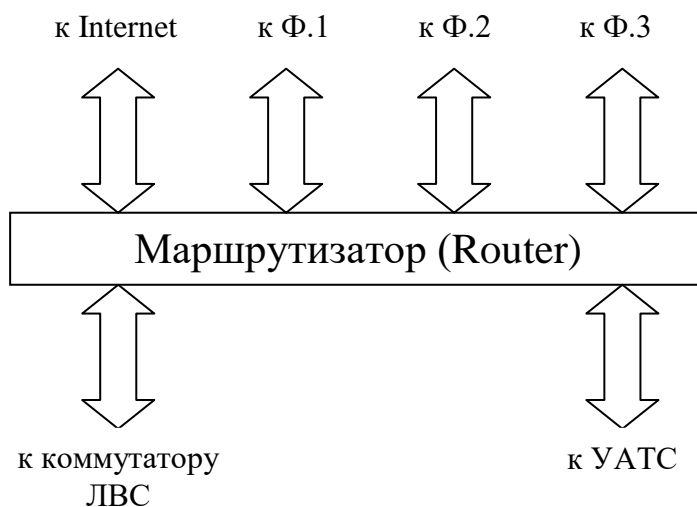 к Internet
к Ф.1
к Ф.2
к Ф.3
Маршрутизатор (Router)
к коммутатору
ЛВС
к УАТС